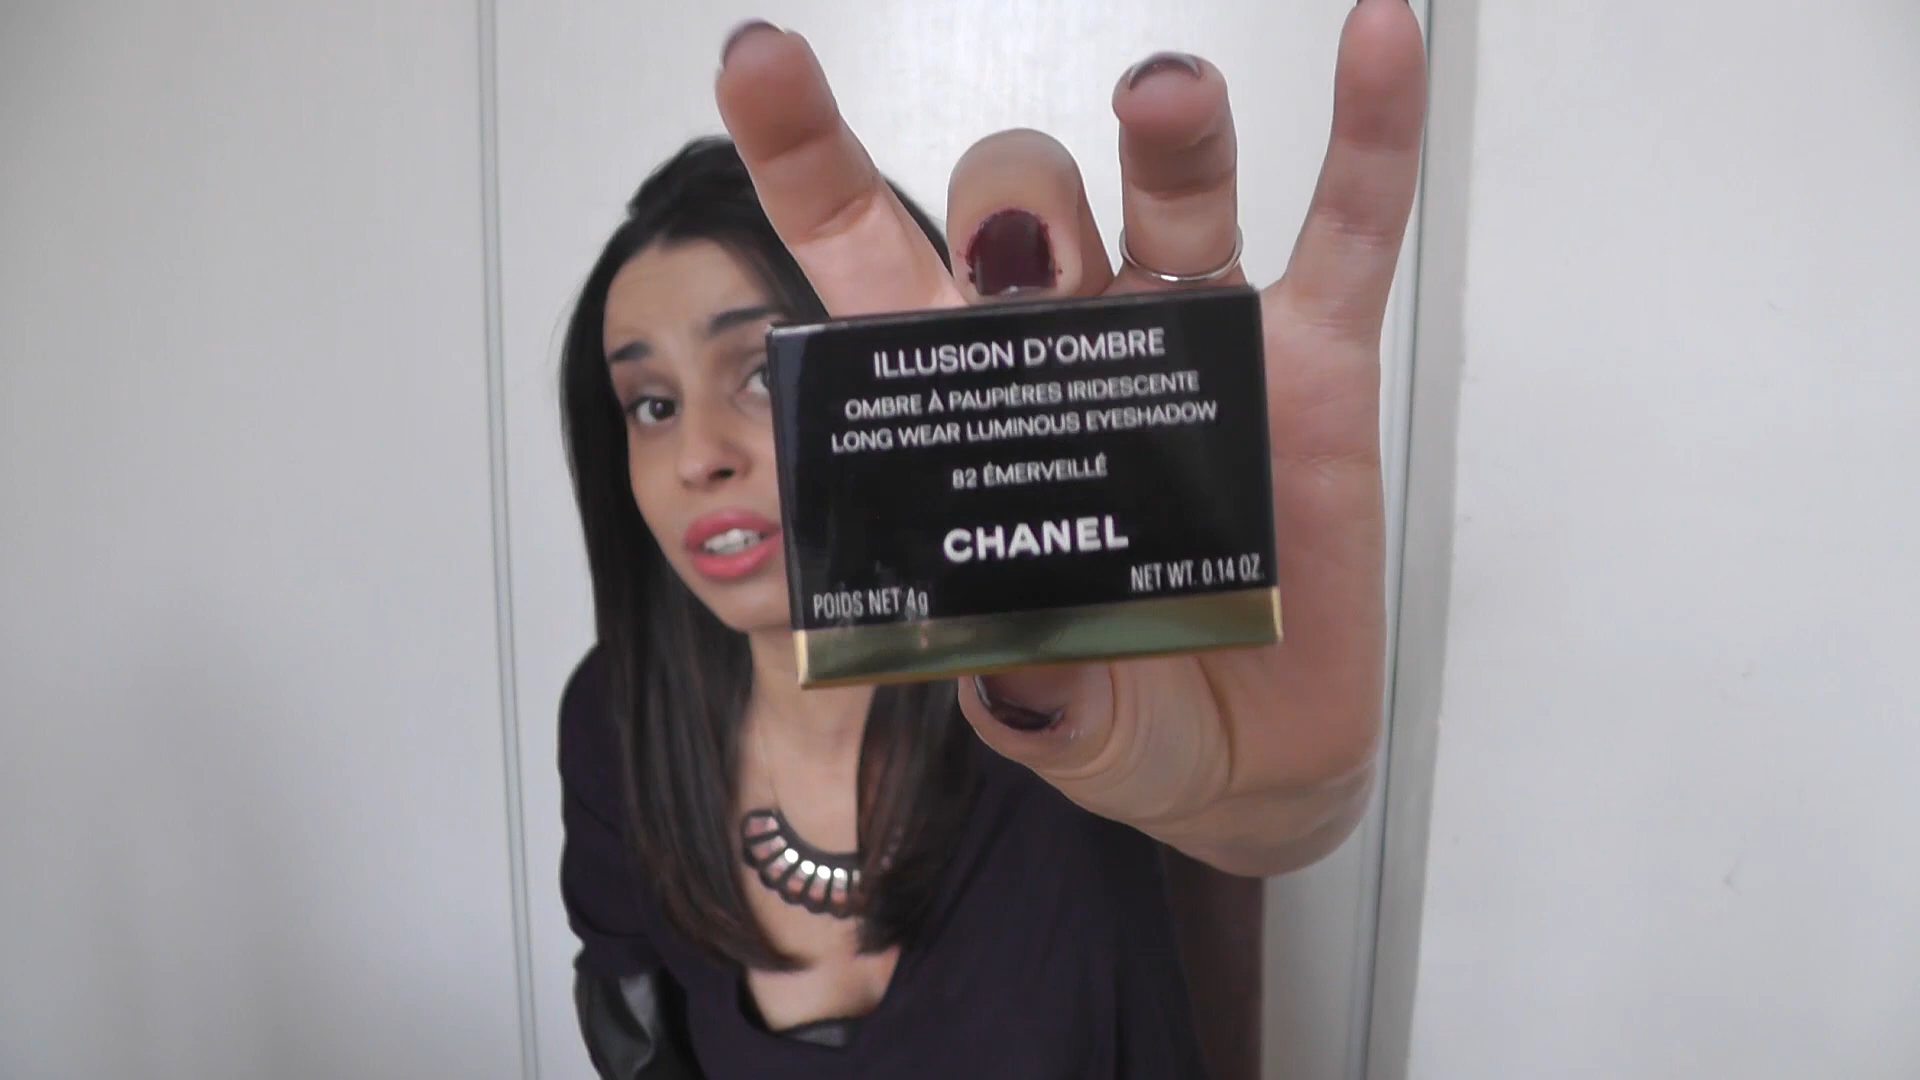 ILLUSION D'OMBRE
OMBRE À PAUPIÈRES IRIDESCENTE
LONG WEAR LUMINOUS EYESHADOW
82 ÉMERVEILLÉ
CHANEL
POIDS NET 4g
NET WT. 0.14 OZ.